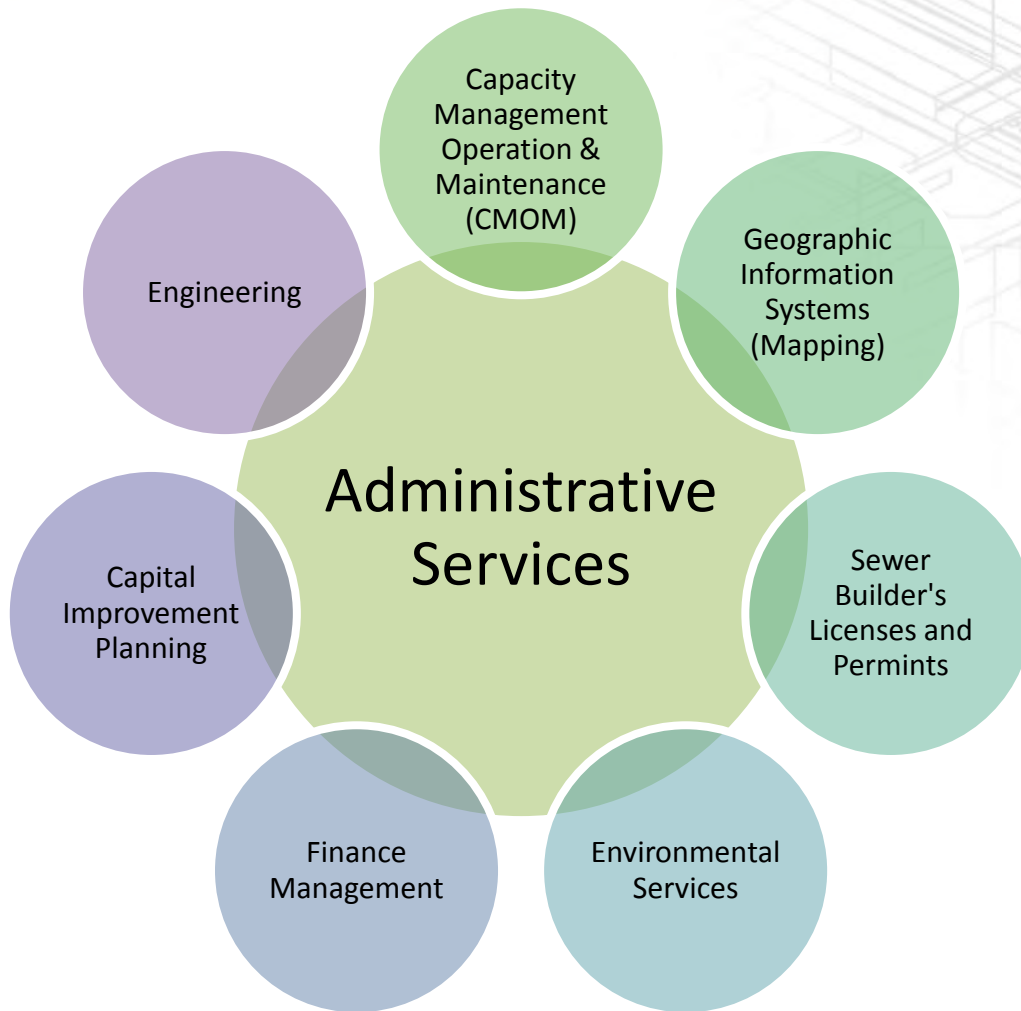 Capacity
Management
Operation &
Maintenance
(CMOM)
Geographic
Information
Systems
(Mapping)
Sewer
Builder's
Licenses and
Permints
Environmental
Services
Finance
Management
Capital
Improvement
Planning
Engineering
Administrative
Services